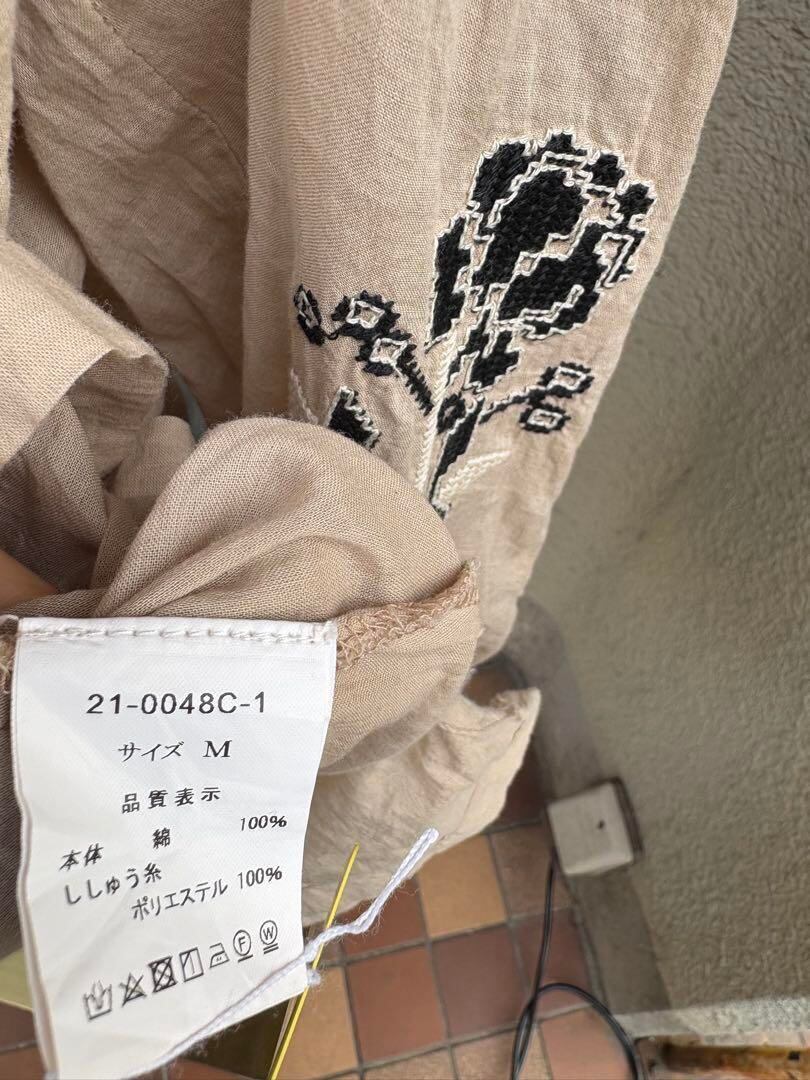 21-0048C-1
サイズ M
品質表示
本体 綿 100%
ししゅう糸
ポリエステル 100%
F W